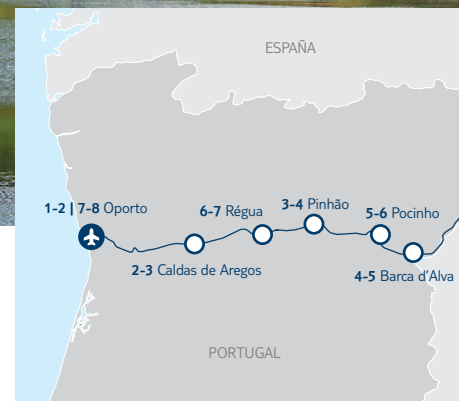 ESPAÑA
1-2 | 7-8 Oporto
6-7 Régua
3-4 Pinhão
5-6 Pocinho
2-3 Caldas de Aregos
4-5 Barca d'Alva
PORTUGAL